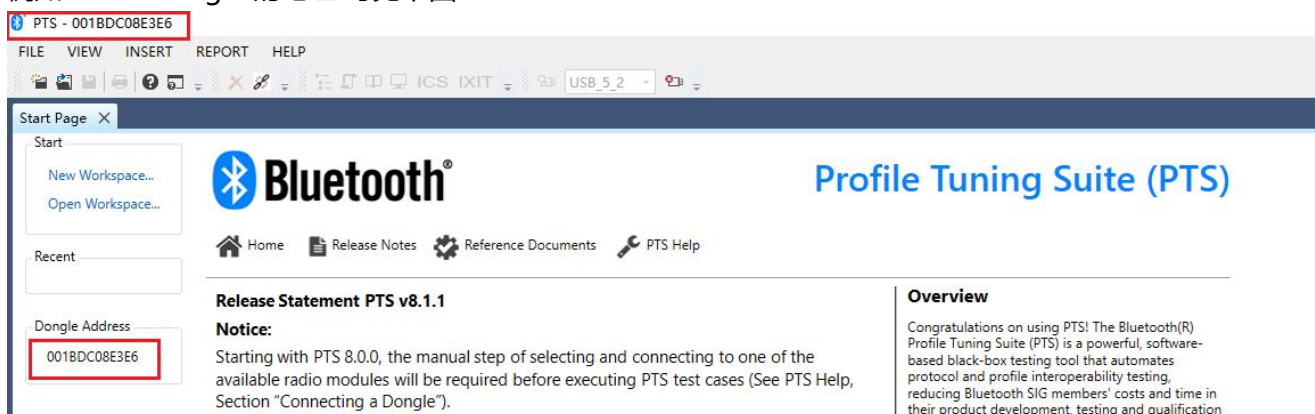 PTS - 001BDC08E3E6
FILE VIEW INSERT REPORT HELP
ICS IXIT USB_5_2
Start Page
Start
New Workspace...
Open Workspace...
Recent
Dongle Address
001BDC08E3E6
Bluetooth®
Profile Tuning Suite (PTS)
Home Release Notes Reference Documents PTS Help
Release Statement PTS v8.1.1
Notice:
Starting with PTS 8.0.0, the manual step of selecting and connecting to one of the
available radio modules will be required before executing PTS test cases (See PTS Help,
Section "Connecting a Dongle").
Overview
Congratulations on using PTS! The Bluetooth(R)
Profile Tuning Suite (PTS) is a powerful, software-
based black-box testing tool that automates
protocol and profile interoperability testing,
reducing Bluetooth SIG members' costs and time in
their product development, testing and qualification